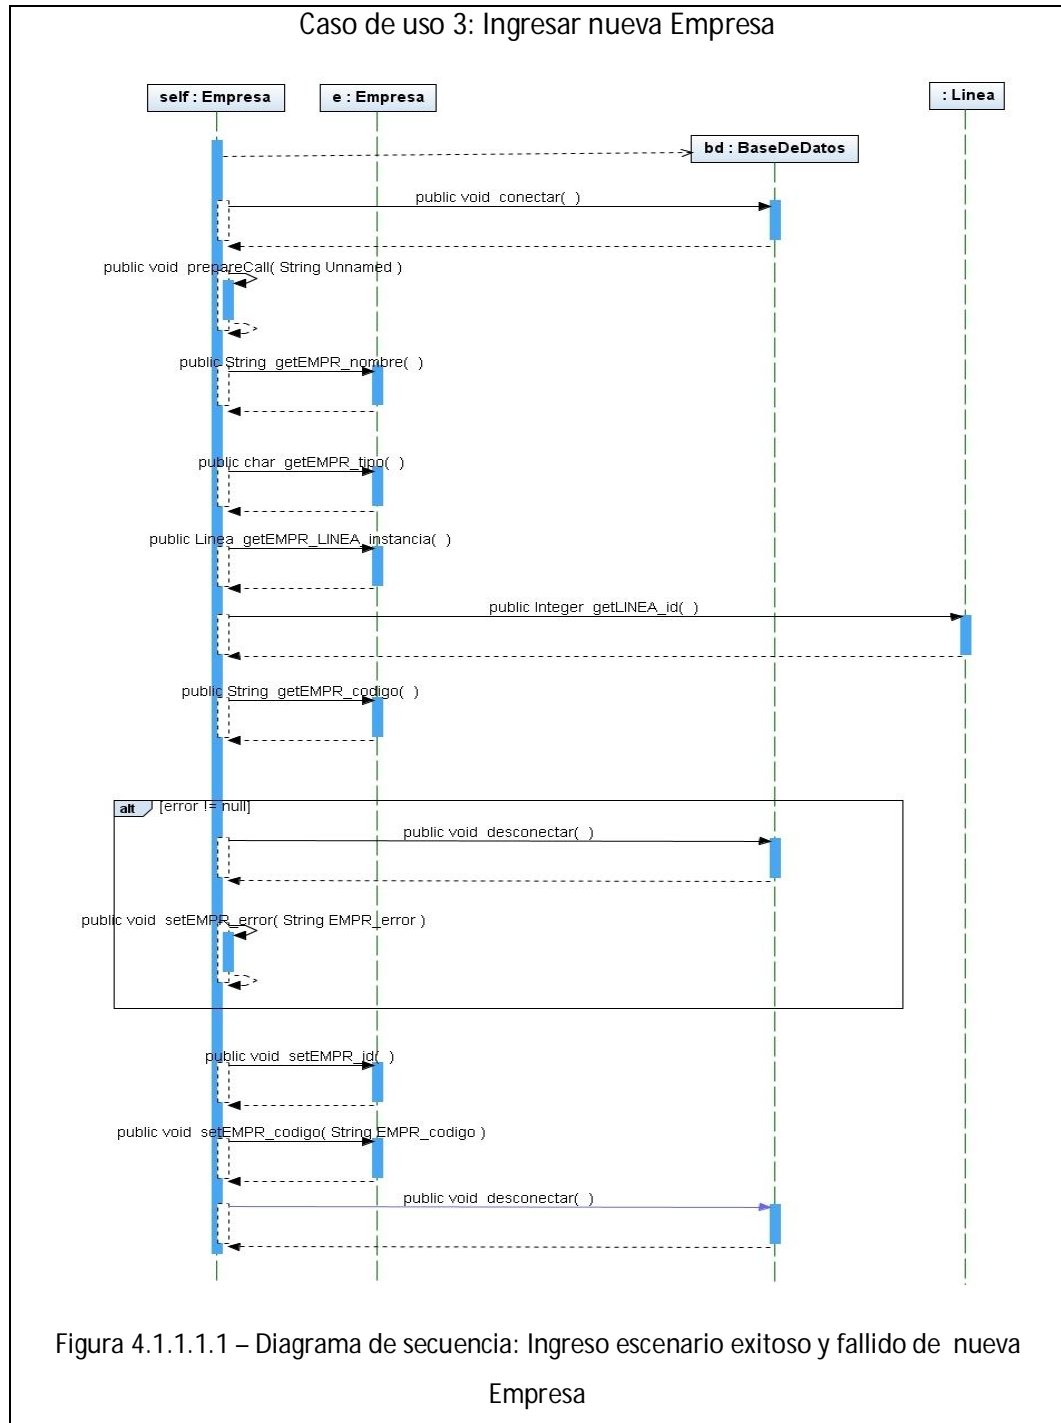 Caso de uso 3: Ingresar nueva Empresa
self : Empresa
e : Empresa
: Linea
bd : BaseDeDatos
public void conectar( )
public void prepareCall( String Unnamed )
public String getEMPR_nombre( )
public char getEMPR_tipo( )
public Linea getEMPR_LINEA_instancia( )
public Integer getLINEA_id( )
public String getEMPR_codigo( )
alt [error != null]
public void desconectar( )
public void setEMPR_error( String EMPR_error )
public void setEMPR_id( )
public void setEMPR_codigo( String EMPR_codigo )
public void desconectar( )
Figura 4.1.1.1.1 – Diagrama de secuencia: Ingreso escenario exitoso y fallido de nueva
Empresa